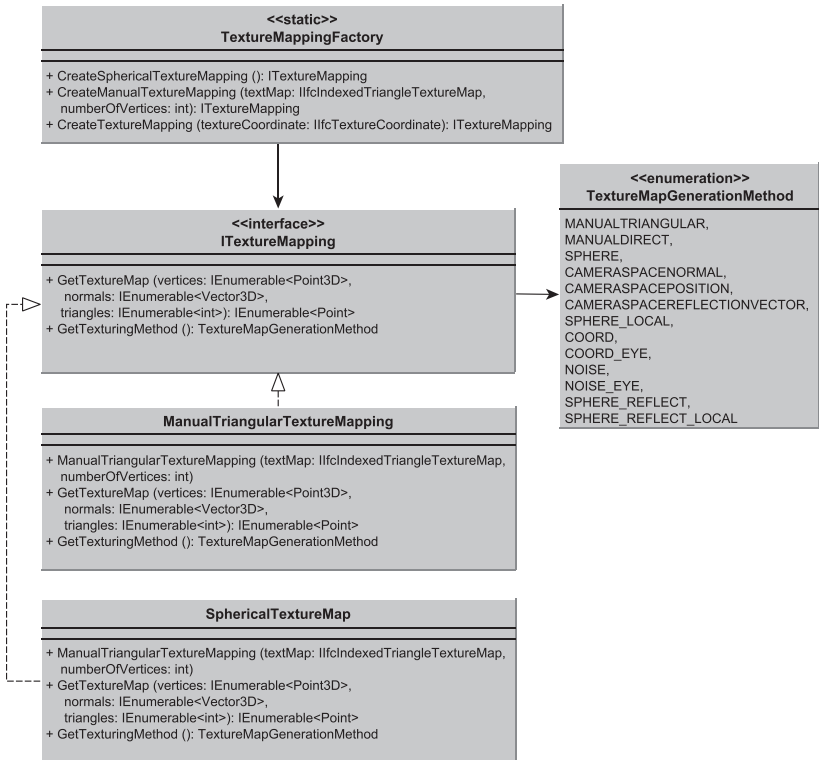 <<static>>
TextureMappingFactory
+ CreateSphericalTextureMapping (): ITextureMapping
+ CreateManualTextureMapping (textMap: IIfcIndexedTriangleTextureMap,
numberOfVertices: int): ITextureMapping
+ CreateTextureMapping (textureCoordinate: IIfcTextureCoordinate): ITextureMapping
<<interface>>
ITextureMapping
+ GetTextureMap (vertices: IEnumerable<Point3D>,
normals: IEnumerable<Vector3D>,
triangles: IEnumerable<int>): IEnumerable<Point>
+ GetTexturingMethod (): TextureMapGenerationMethod
<<enumeration>>
TextureMapGenerationMethod
MANUALTRIANGULAR,
MANUALDIRECT,
SPHERE,
CAMERASPACENORMAL,
CAMERASPACEPOSITION,
CAMERASPACEREFLECTIONVECTOR,
SPHERE_LOCAL,
COORD,
COORD_EYE,
NOISE,
NOISE_EYE,
SPHERE_REFLECT,
SPHERE_REFLECT_LOCAL
ManualTriangularTextureMapping
+ ManualTriangularTextureMapping (textMap: IIfcIndexedTriangleTextureMap,
numberOfVertices: int)
+ GetTextureMap (vertices: IEnumerable<Point3D>,
normals: IEnumerable<Vector3D>,
triangles: IEnumerable<int>): IEnumerable<Point>
+ GetTexturingMethod (): TextureMapGenerationMethod
SphericalTextureMap
+ ManualTriangularTextureMapping (textMap: IIfcIndexedTriangleTextureMap,
numberOfVertices: int)
+ GetTextureMap (vertices: IEnumerable<Point3D>,
normals: IEnumerable<Vector3D>,
triangles: IEnumerable<int>): IEnumerable<Point>
+ GetTexturingMethod (): TextureMapGenerationMethod